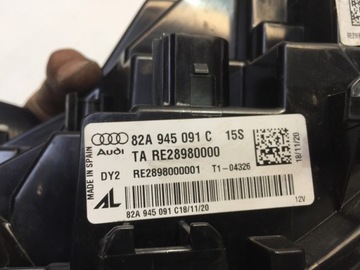 MADE IN SPAIN
Audi
82A 945 091 C 15S
TA RE28980000
DY2 RE2898000001 T1-04326
AL
82A 945 091 C18/11/20
18/11/20
12V